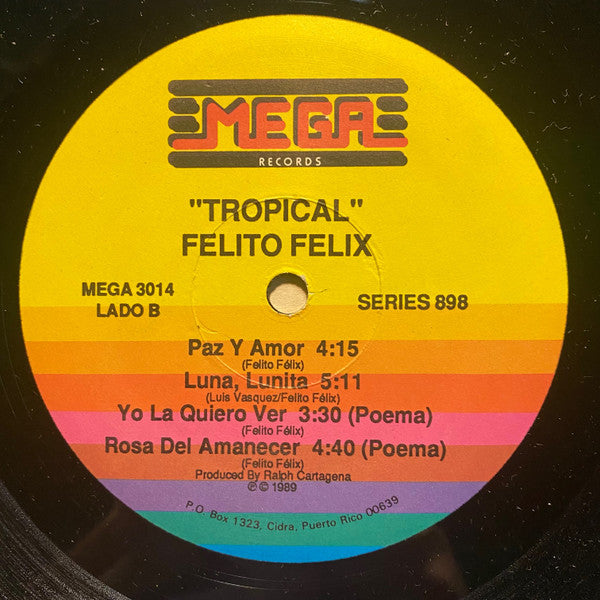 MEGA
RECORDS
"TROPICAL"
FELITO FELIX
MEGA 3014
LADO B
SERIES 898
Paz Y Amor 4:15
(Felito Félix)
Luna, Lunita 5:11
(Luis Vasquez/Felito Félix)
Yo La Quiero Ver 3:30 (Poema)
(Felito Félix)
Rosa Del Amanecer 4:40 (Poema)
(Felito Félix)
Produced By Ralph Cartagena
℗ © 1989
P.O. Box 1323, Cidra, Puerto Rico 00639